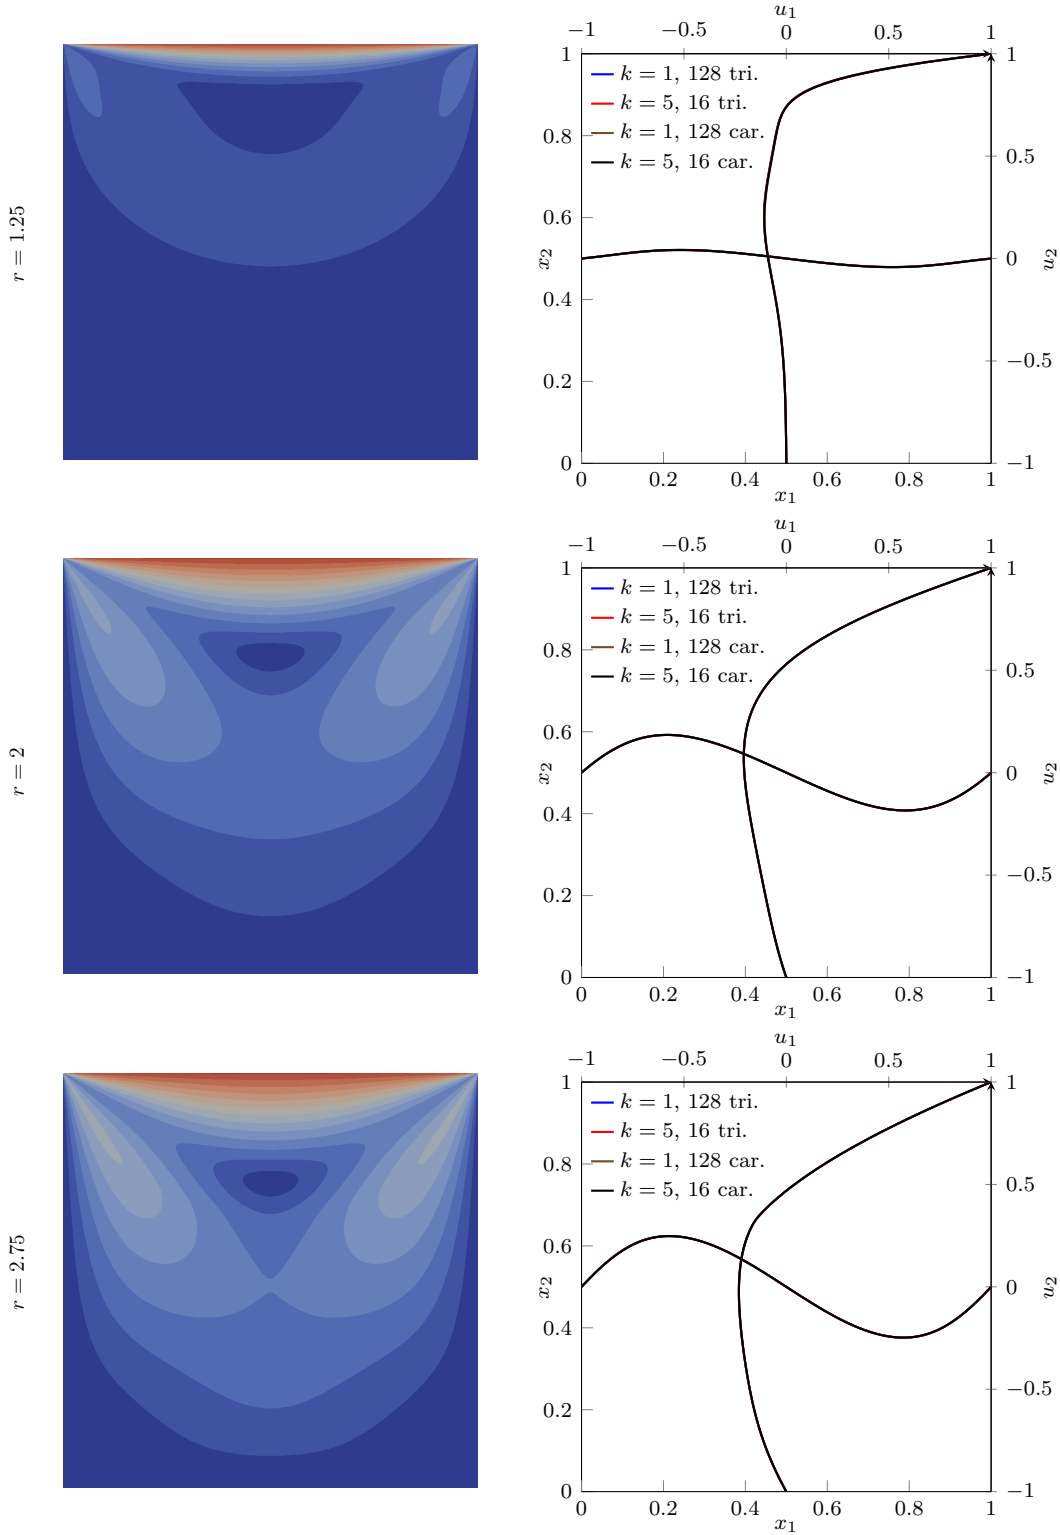 r = 1.25
u₁
−1 −0.5 0 0.5 1
1
0.8
0.6
x₂
0.4
0.2
0
k = 1, 128 tri.
k = 5, 16 tri.
k = 1, 128 car.
k = 5, 16 car.
1
0.5
0
u₂
−0.5
−1
0 0.2 0.4 0.6 0.8 1
x₁
r = 2
u₁
−1 −0.5 0 0.5 1
1
0.8
0.6
x₂
0.4
0.2
0
k = 1, 128 tri.
k = 5, 16 tri.
k = 1, 128 car.
k = 5, 16 car.
1
0.5
0
u₂
−0.5
−1
0 0.2 0.4 0.6 0.8 1
x₁
r = 2.75
u₁
−1 −0.5 0 0.5 1
1
0.8
0.6
x₂
0.4
0.2
0
k = 1, 128 tri.
k = 5, 16 tri.
k = 1, 128 car.
k = 5, 16 car.
1
0.5
0
u₂
−0.5
−1
0 0.2 0.4 0.6 0.8 1
x₁